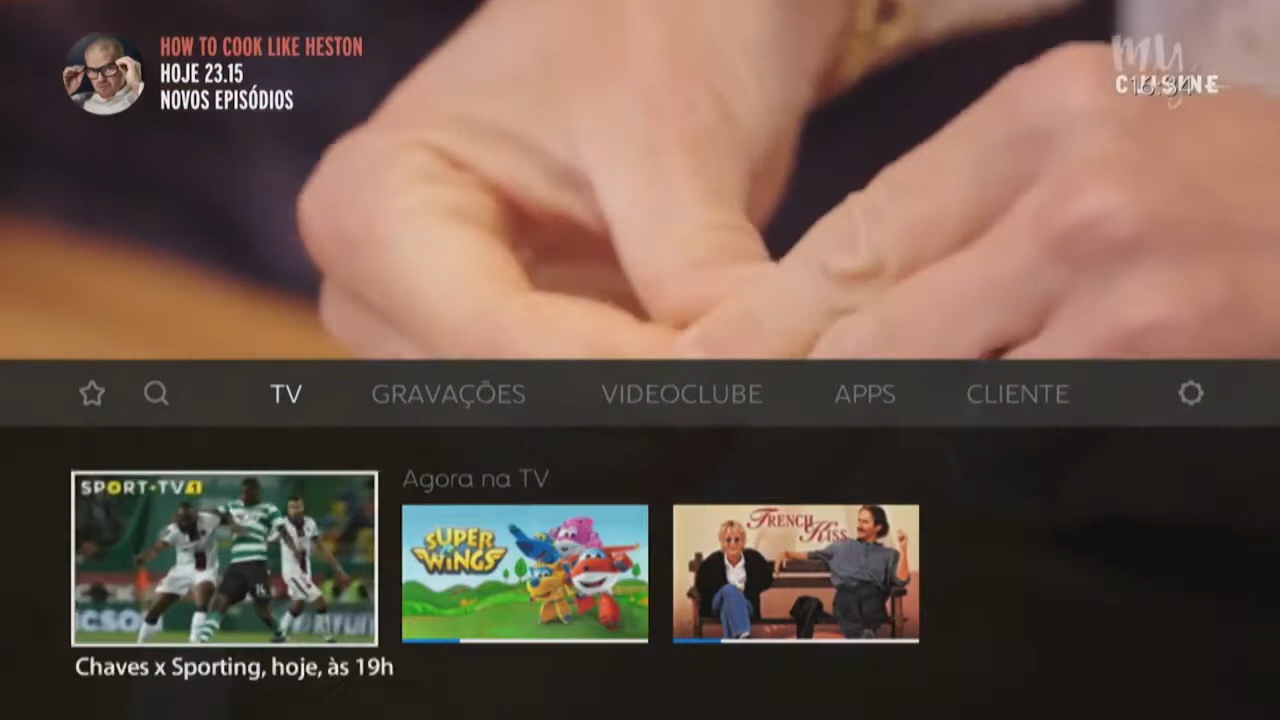 HOW TO COOK LIKE HESTON
HOJE 23.15
NOVOS EPISÓDIOS
my
CUISINE
TV
GRAVAÇÕES
VIDEOCLUBE
APPS
CLIENTE
Agora na TV
SPORT•TV1
SUPER
WINGS
FRENCH
KISS
Chaves x Sporting, hoje, às 19h